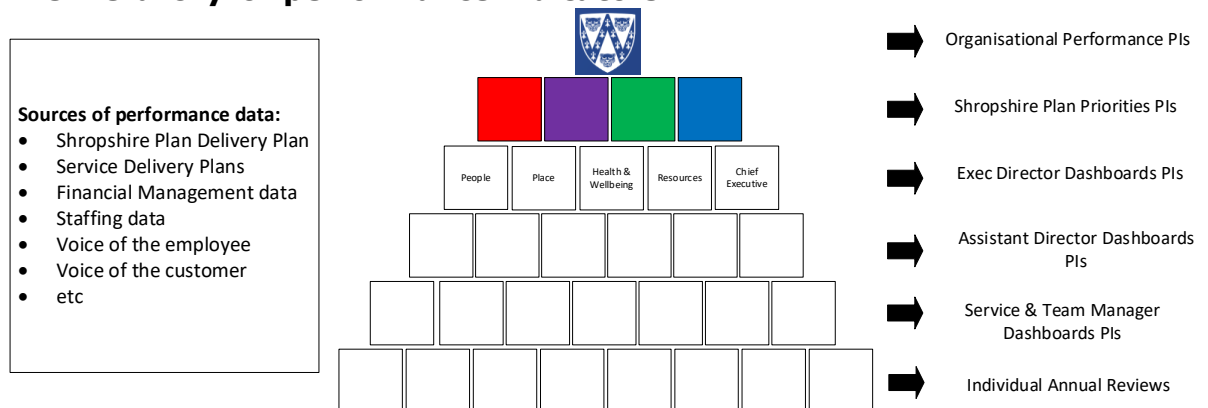 Sources of performance data:
• Shropshire Plan Delivery Plan
• Service Delivery Plans
• Financial Management data
• Staffing data
• Voice of the employee
• Voice of the customer
• etc
People
Place
Health &
Wellbeing
Resources
Chief
Executive
Organisational Performance PIs
Shropshire Plan Priorities PIs
Exec Director Dashboards PIs
Assistant Director Dashboards
PIs
Service & Team Manager
Dashboards PIs
Individual Annual Reviews